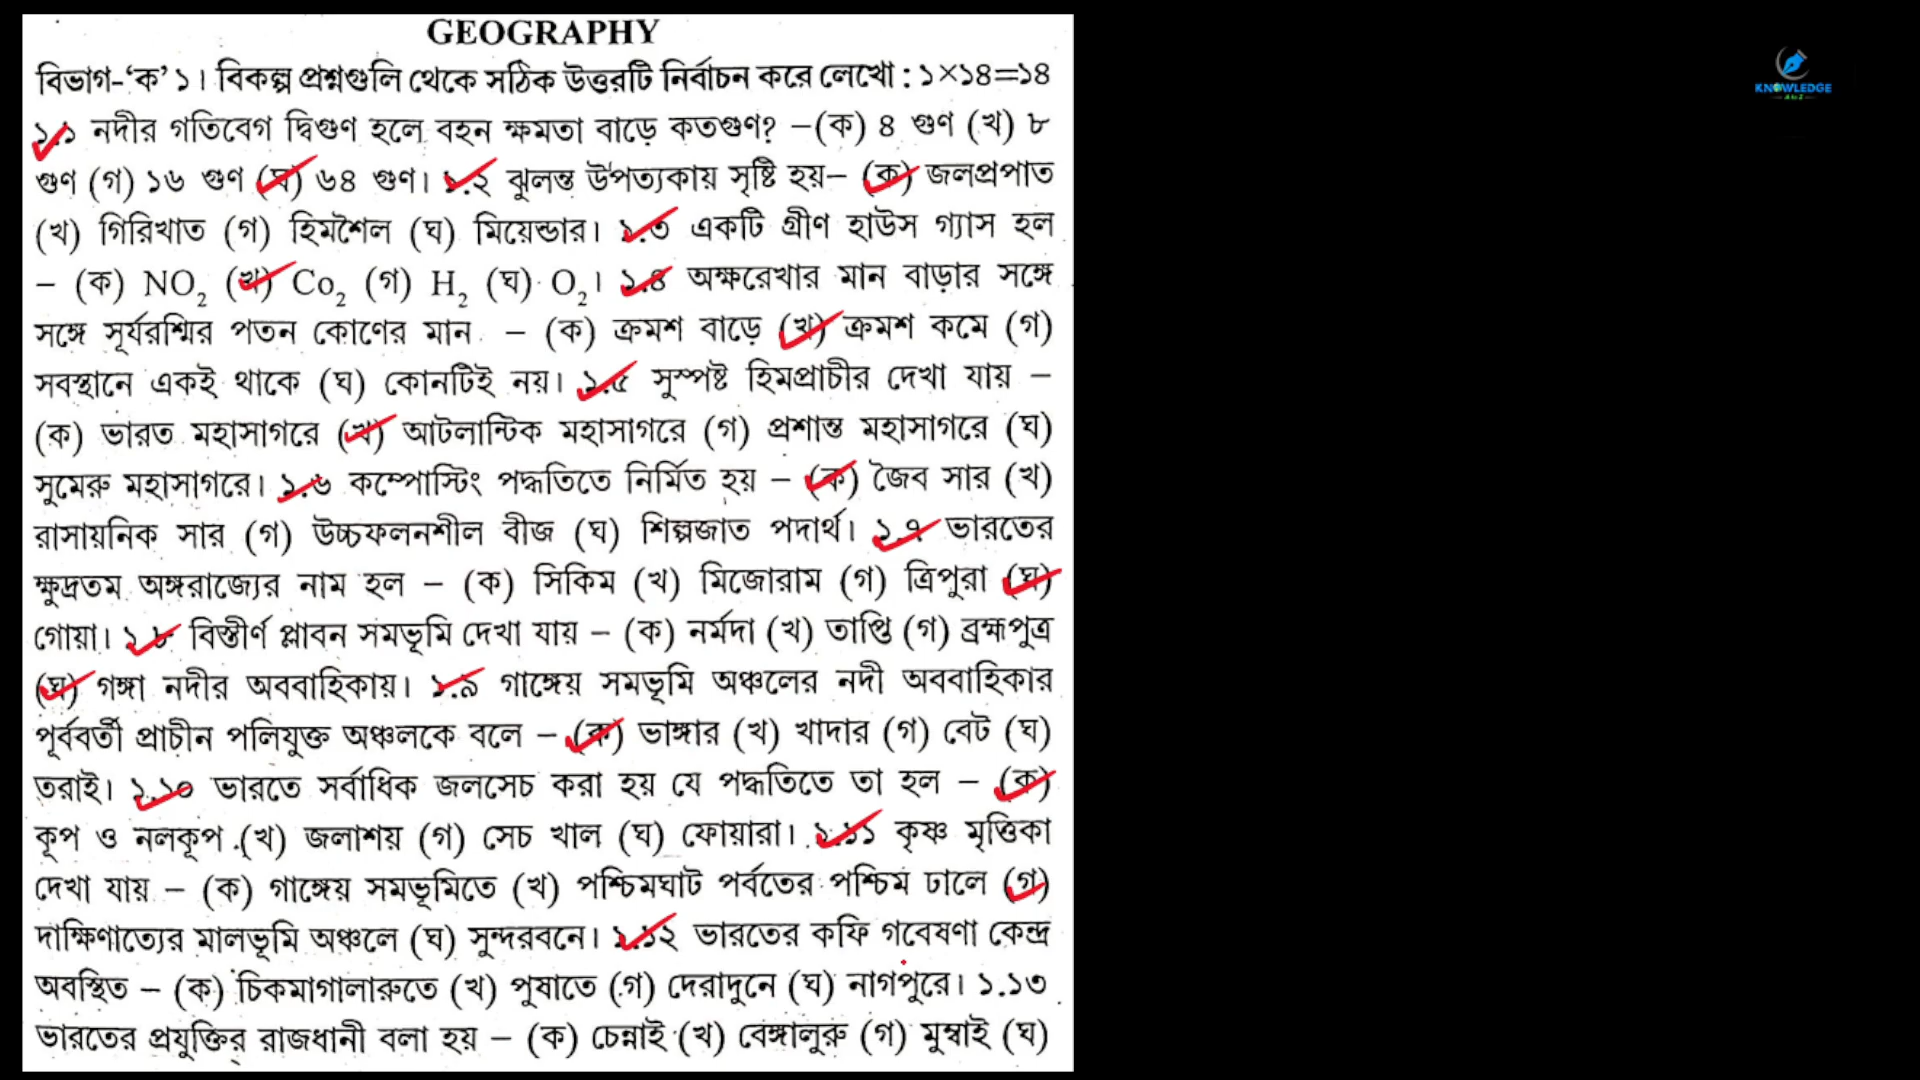 GEOGRAPHY
বিভাগ-‘ক’ ১। বিকল্প প্রশ্নগুলি থেকে সঠিক উত্তরটি নির্বাচন করে লেখো : ১×১৪=১৪
১.১ নদীর গতিবেগ দ্বিগুণ হলে বহন ক্ষমতা বাড়ে কতগুণ? –(ক) ৪ গুণ (খ) ৮
গুণ (গ) ১৬ গুণ (ঘ) ৬৪ গুণ। ১.২ ঝুলন্ত উপত্যকায় সৃষ্টি হয়– (ক) জলপ্রপাত
(খ) গিরিখাত (গ) হিমশৈল (ঘ) মিয়েন্ডার। ১.৩ একটি গ্রীণ হাউস গ্যাস হল
– (ক) NO₂ (খ) Co₂ (গ) H₂ (ঘ) O₂। ১.৪ অক্ষরেখার মান বাড়ার সঙ্গে
সঙ্গে সূর্যরশ্মির পতন কোণের মান – (ক) ক্রমশ বাড়ে (খ) ক্রমশ কমে (গ)
সবস্থানে একই থাকে (ঘ) কোনটিই নয়। ১.৫ সুস্পষ্ট হিমপ্রাচীর দেখা যায় –
(ক) ভারত মহাসাগরে (খ) আটলান্টিক মহাসাগরে (গ) প্রশান্ত মহাসাগরে (ঘ)
সুমেরু মহাসাগরে। ১.৬ কম্পোস্টিং পদ্ধতিতে নির্মিত হয় – (ক) জৈব সার (খ)
রাসায়নিক সার (গ) উচ্চফলনশীল বীজ (ঘ) শিল্পজাত পদার্থ। ১.৭ ভারতের
ক্ষুদ্রতম অঙ্গরাজ্যের নাম হল – (ক) সিকিম (খ) মিজোরাম (গ) ত্রিপুরা (ঘ)
গোয়া। ১.৮ বিস্তীর্ণ প্লাবন সমভূমি দেখা যায় – (ক) নর্মদা (খ) তাপ্তি (গ) ব্রহ্মপুত্র
(ঘ) গঙ্গা নদীর অববাহিকায়। ১.৯ গাঙ্গেয় সমভূমি অঞ্চলের নদী অববাহিকার
পূর্ববর্তী প্রাচীন পলিযুক্ত অঞ্চলকে বলে – (ক) ভাঙ্গার (খ) খাদার (গ) বেট (ঘ)
তরাই। ১.১০ ভারতে সর্বাধিক জলসেচ করা হয় যে পদ্ধতিতে তা হল – (ক)
কূপ ও নলকূপ (খ) জলাশয় (গ) সেচ খাল (ঘ) ফোয়ারা। ১.১১ কৃষ্ণ মৃত্তিকা
দেখা যায় – (ক) গাঙ্গেয় সমভূমিতে (খ) পশ্চিমঘাট পর্বতের পশ্চিম ঢালে (গ)
দাক্ষিণাত্যের মালভূমি অঞ্চলে (ঘ) সুন্দরবনে। ১.১২ ভারতের কফি গবেষণা কেন্দ্র
অবস্থিত – (ক) চিকমাগালারুতে (খ) পুষাতে (গ) দেরাদুনে (ঘ) নাগপুরে। ১.১৩
ভারতের প্রযুক্তির রাজধানী বলা হয় – (ক) চেন্নাই (খ) বেঙ্গালুরু (গ) মুম্বাই (ঘ)
KNOWLEDGE
A to Z